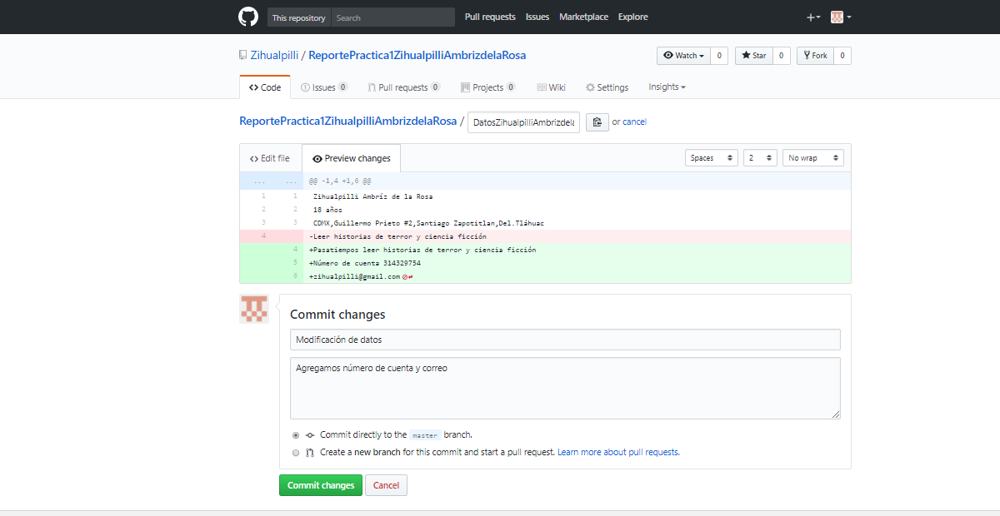 This repository Search Pull requests Issues Marketplace Explore
Zihualpilli / ReportePractica1ZihualpilliAmbrizdelaRosa Watch 0 Star 0 Fork 0
Code Issues 0 Pull requests 0 Projects 0 Wiki Settings Insights
ReportePractica1ZihualpilliAmbrizdelaRosa / DatosZihualpilliAmbrizdela or cancel
Edit file Preview changes Spaces 2 No wrap
... ... @@ -1,4 +1,6 @@
1 1 Zihualpilli Ambríz de la Rosa
2 2 18 años
3 3 CDMX,Guillermo Prieto #2,Santiago Zapotitlan,Del.Tláhuac
4 -Leer historias de terror y ciencia ficción
4 +Pasatiempos leer historias de terror y ciencia ficción
5 +Número de cuenta 314329754
6 +zihualpilli@gmail.com
Commit changes
Modificación de datos
Agregamos número de cuenta y correo
Commit directly to the master branch.
Create a new branch for this commit and start a pull request. Learn more about pull requests.
Commit changes Cancel